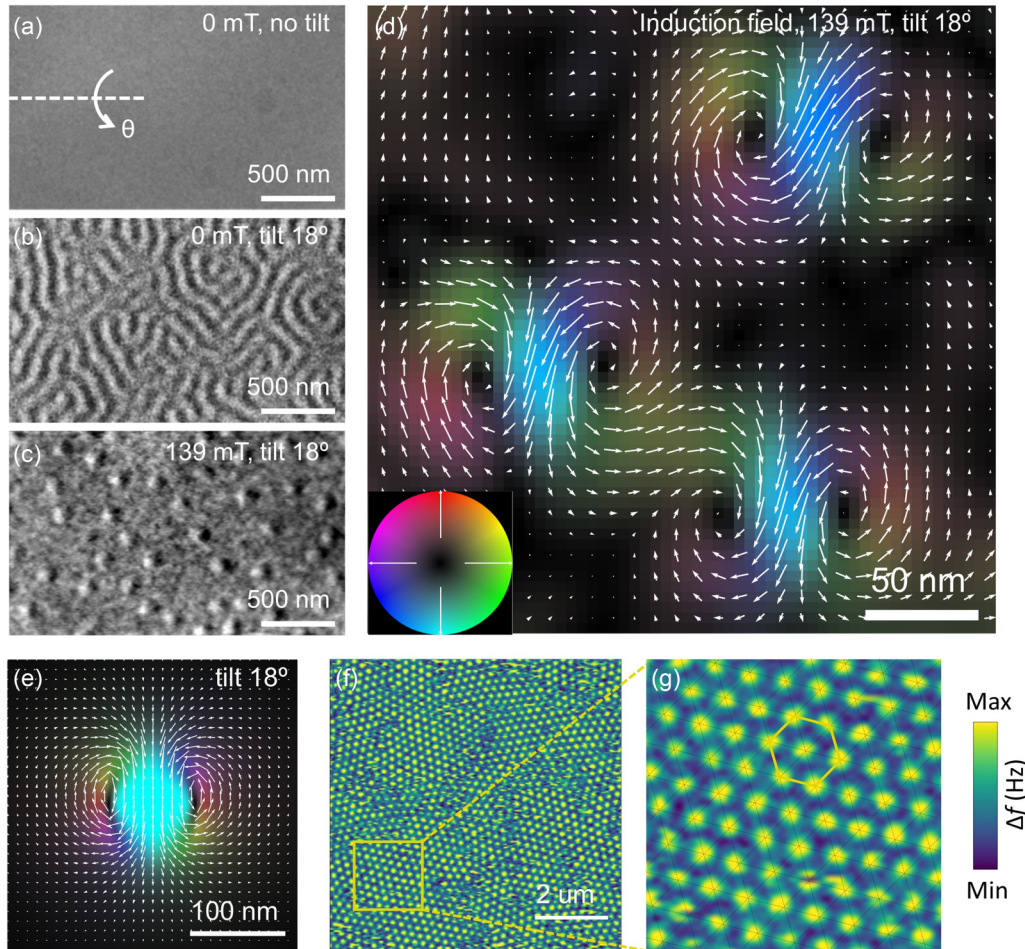 (a)
0 mT, no tilt
θ
500 nm
(b)
0 mT, tilt 18º
500 nm
(c)
139 mT, tilt 18º
500 nm
(d)
Induction field, 139 mT, tilt 18º
50 nm
(e)
tilt 18º
100 nm
(f)
2 um
(g)
Max
Δf (Hz)
Min